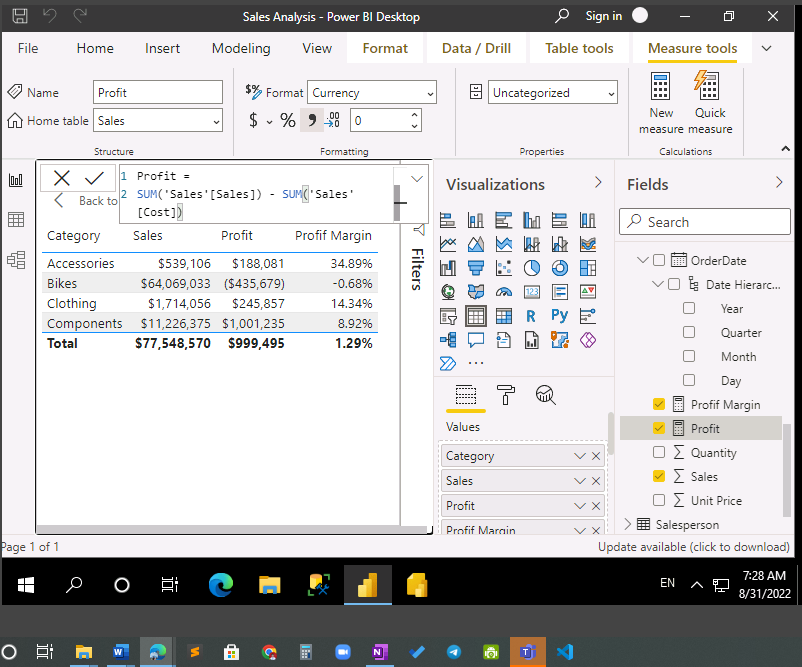 Sales Analysis - Power BI Desktop
Sign in
File Home Insert Modeling View Format Data / Drill Table tools Measure tools
Name Profit
Home table Sales
Structure
$% Format Currency
$ % 9 .00 0
Formatting
Uncategorized
Properties
New measure
Quick measure
Calculations
1 Profit =
2 SUM('Sales'[Sales]) - SUM('Sales'
[Cost])
Back to
Category Sales Profit Profif Margin
Accessories $539,106 $188,081 34.89%
Bikes $64,069,033 ($435,679) -0.68%
Clothing $1,714,056 $245,857 14.34%
Components $11,226,375 $1,001,235 8.92%
Total $77,548,570 $999,495 1.29%
Filters
Visualizations
123
R Py
...
Values
Category
Sales
Profit
Profif Margin
Fields
Search
OrderDate
Date Hierarc...
Year
Quarter
Month
Day
Profif Margin
Profit
Quantity
Sales
Unit Price
Salesperson
Page 1 of 1
Update available (click to download)
EN
7:28 AM
8/31/2022